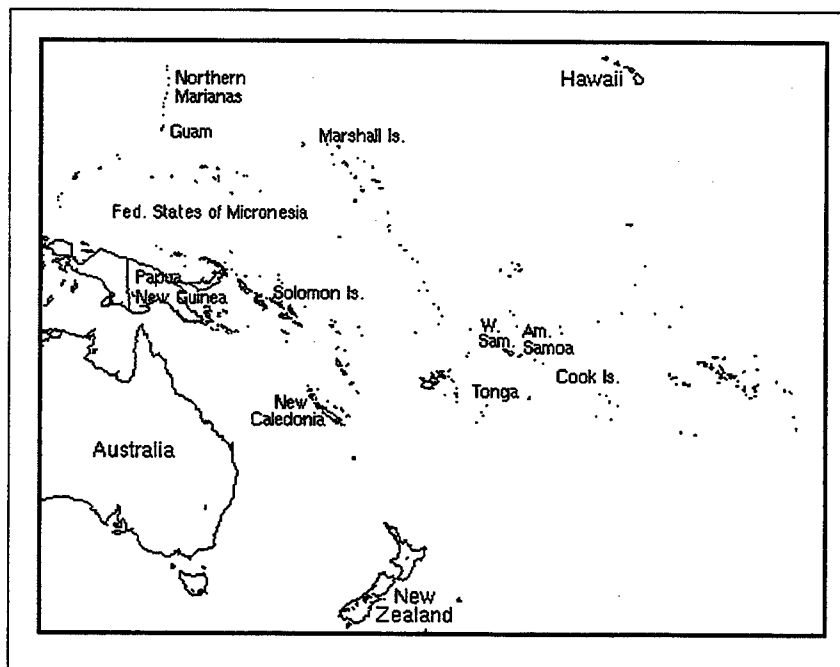 Northern
Marianas
Guam
Hawaii
Marshall Is.
Fed. States of Micronesia
Papua
New Guinea
Solomon Is.
W.
Sam.
Am.
Samoa
Cook Is.
Tonga
New
Caledonia
Australia
New
Zealand